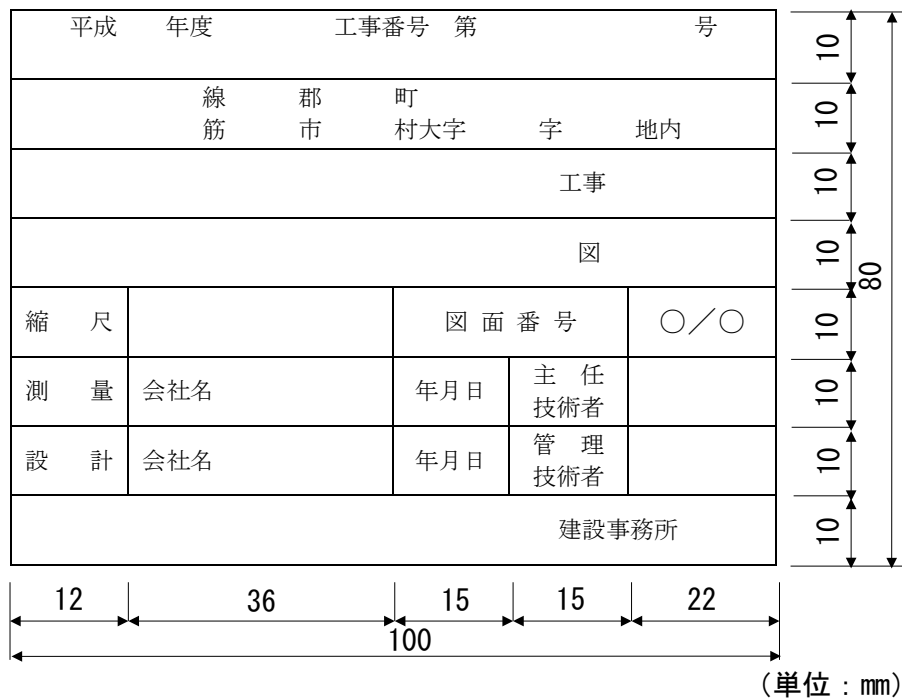 平成　年度　工事番号 第　号
線　郡　町
筋　市　村大字　字　地内
工事
図
縮 尺　図 面 番 号　○／○
測 量　会社名　年月日　主 任 技術者
設 計　会社名　年月日　管 理 技術者
建設事務所
10
10
10
10
10
10
10
10
80
12　36　15　15　22
100
（単位：㎜）